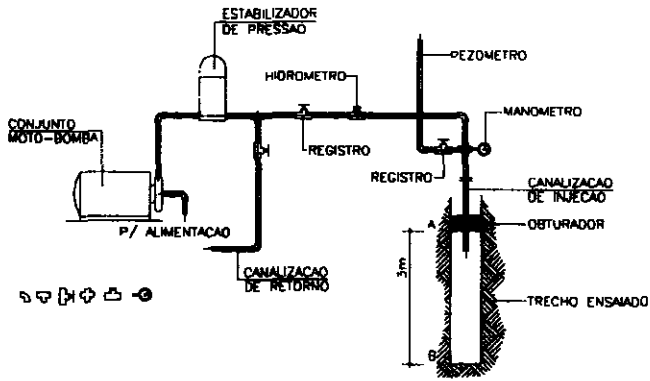 ESTABILIZADOR
DE PRESSAO
PEZOMETRO
HIDROMETRO
MANOMETRO
CONJUNTO
MOTO-BOMBA
REGISTRO
REGISTRO
CANALIZACAO
DE INJECAO
P/ ALIMENTACAO
A
OBTURADOR
CANALIZACAO
DE RETORNO
3m
TRECHO ENSAIADO
B